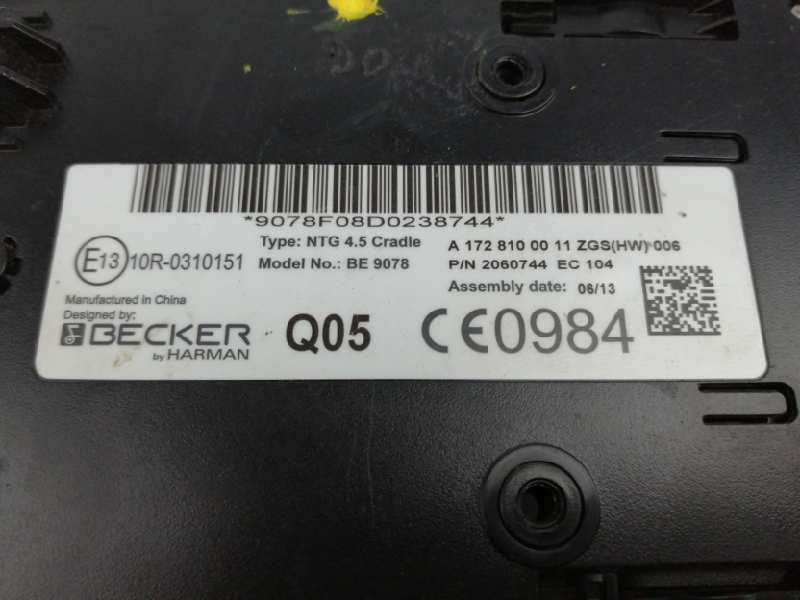 *9078F08D0238744*
Type: NTG 4.5 Cradle
A 172 810 00 11 ZGS(HW) 006
E13 10R-0310151
Model No.: BE 9078
P/N 2060744 EC 104
Manufactured in China
Assembly date: 06/13
Designed by:
BECKER
by HARMAN
Q05
CE0984